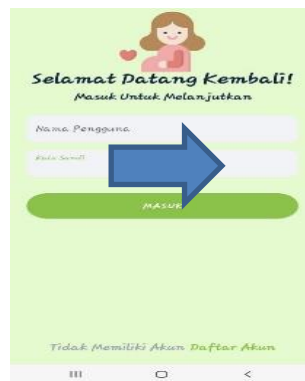 Selamat Datang Kembali!
Masuk Untuk Melanjutkan
Nama Pengguna
Kata Sandi
MASUK
Tidak Memiliki Akun Daftar Akun